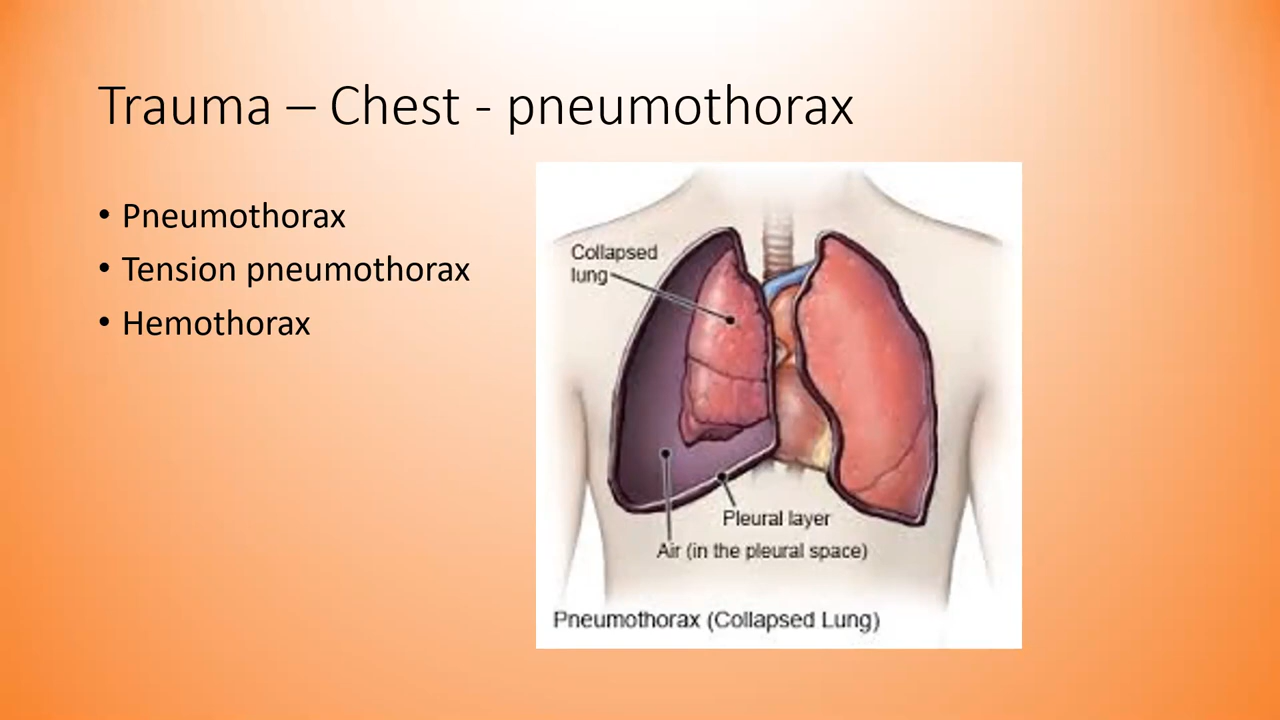 Trauma – Chest - pneumothorax
• Pneumothorax
• Tension pneumothorax
• Hemothorax
Collapsed
lung
Pleural layer
Air (in the pleural space)
Pneumothorax (Collapsed Lung)